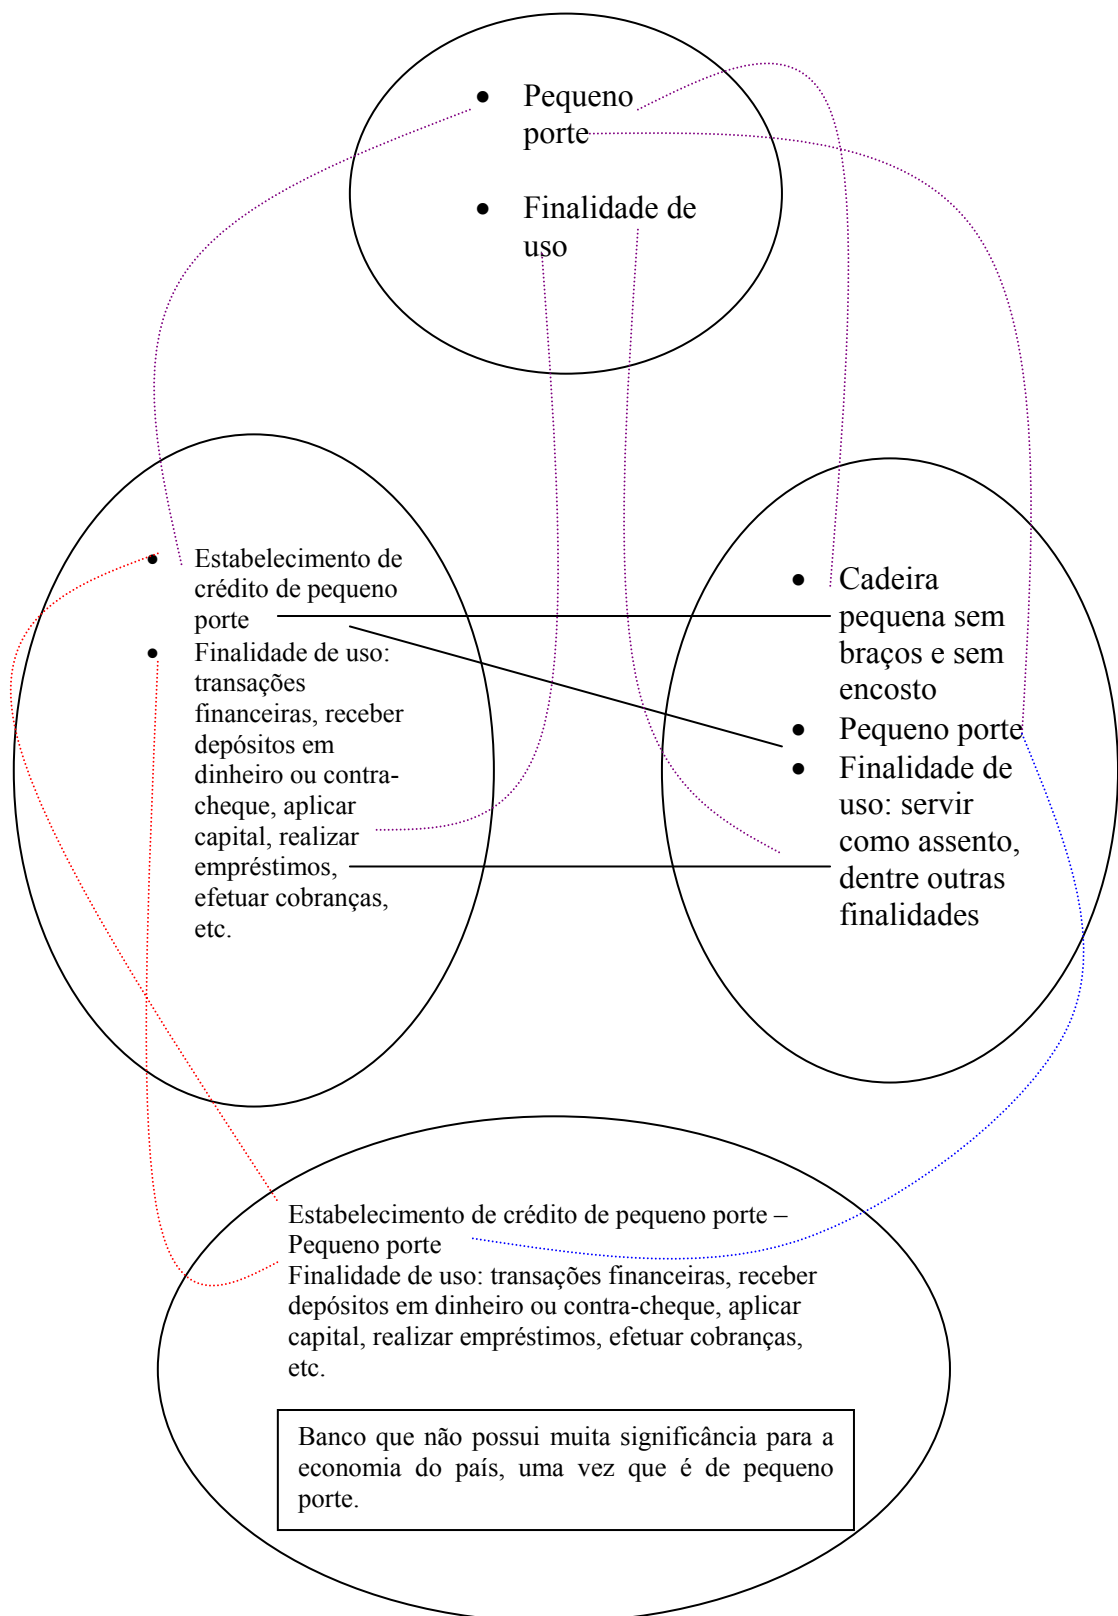 • Pequeno
porte
• Finalidade de
uso
• Estabelecimento de
crédito de pequeno
porte
• Finalidade de uso:
transações
financeiras, receber
depósitos em
dinheiro ou contra-
cheque, aplicar
capital, realizar
empréstimos,
efetuar cobranças,
etc.
• Cadeira
pequena sem
braços e sem
encosto
• Pequeno porte
• Finalidade de
uso: servir
como assento,
dentre outras
finalidades
Estabelecimento de crédito de pequeno porte –
Pequeno porte
Finalidade de uso: transações financeiras, receber
depósitos em dinheiro ou contra-cheque, aplicar
capital, realizar empréstimos, efetuar cobranças,
etc.
Banco que não possui muita significância para a
economia do país, uma vez que é de pequeno
porte.